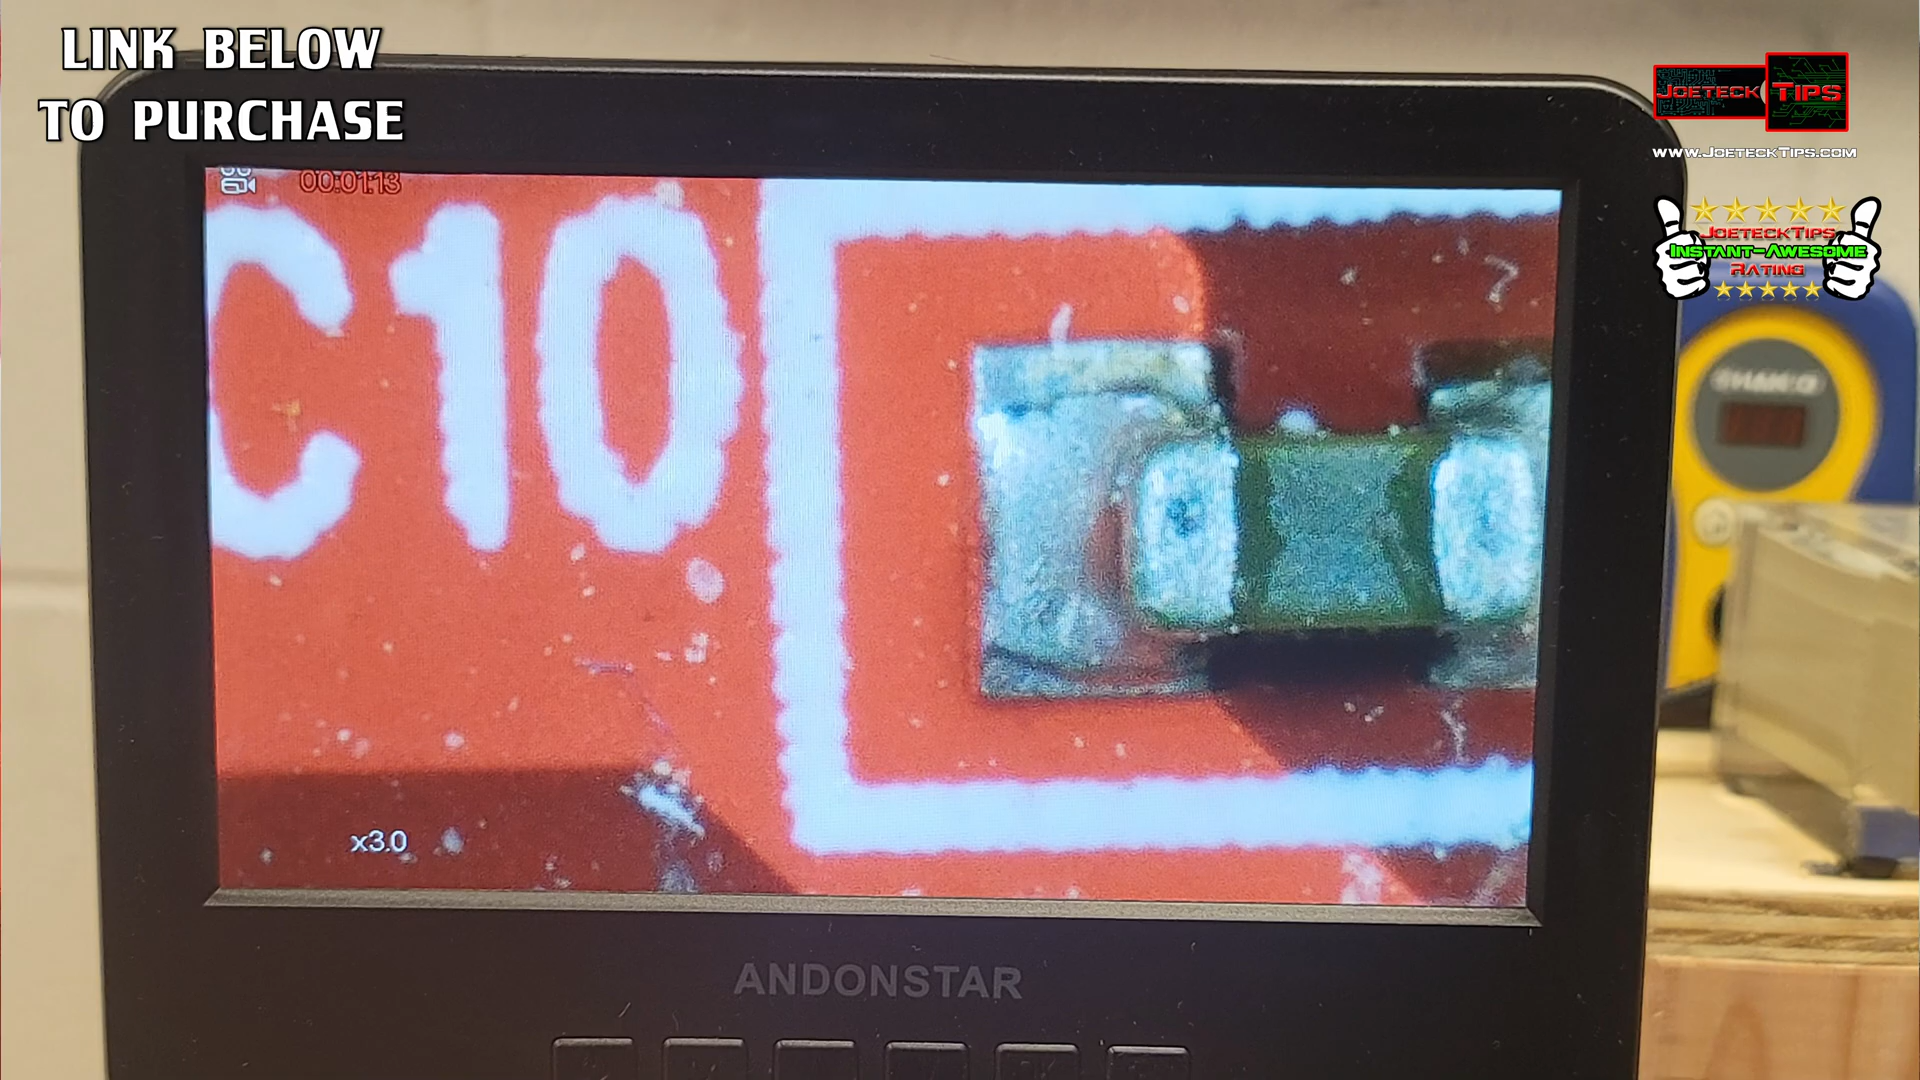 LINK BELOW
TO PURCHASE
JOETECK TIPS
WWW.JOETECKTIPS.COM
JOETECKTIPS
INSTANT-AWESOME
RATING
00:01:13
C10
x3.0
HAKKO
ANDONSTAR